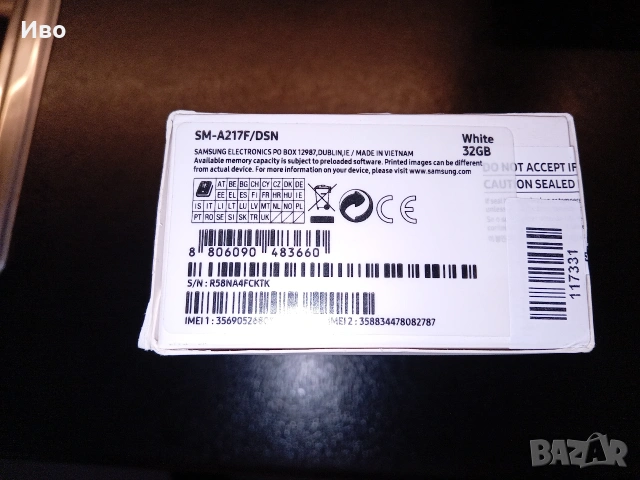 Иво
SM-A217F/DSN
White
32GB
SAMSUNG ELECTRONICS PO BOX 12987,DUBLIN,IE / MADE IN VIETNAM
Available memory capacity is subject to preloaded software. Printed images can be different
from actual device. For more information on your device, please visit www.samsung.com
AT BE BG CH CY CZ DK DE
EE EL ES FI FR HR HU IE
IS IT LI LT LU LV MT NL NO PL
PT RO SE SI SK TR UK
CE
8 806090 483660
S/N : R58NA4FCKTK
IMEI 1 : 35690526
IMEI 2 : 358834478082787
NOT ACCEPT IF
CAUTION SEALED
117331
BAZAR